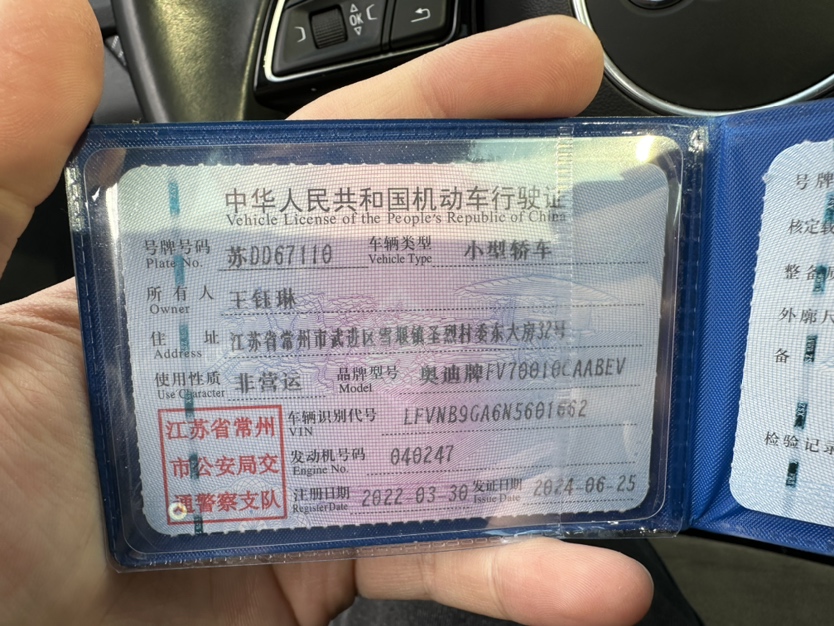 OK
中华人民共和国机动车行驶证
Vehicle License of the People's Republic of China
号牌号码 苏DD67110 车辆类型 小型轿车
Plate No. Vehicle Type
所有人 王钰琳
Owner
住址 江苏省常州市武进区雪堰镇圣烈村委东大房32号
Address
使用性质 非营运 品牌型号 奥迪牌FV7001OCAABEV
Use Character Model
江苏省常州
市公安局交
通警察支队
车辆识别代号 LFVNB9GA6N5601662
VIN
发动机号码 040247
Engine No.
注册日期 2022-03-30 发证日期 2024-06-25
Register Date Issue Date
号牌
核定载
整备
外廓尺
备
检验记录